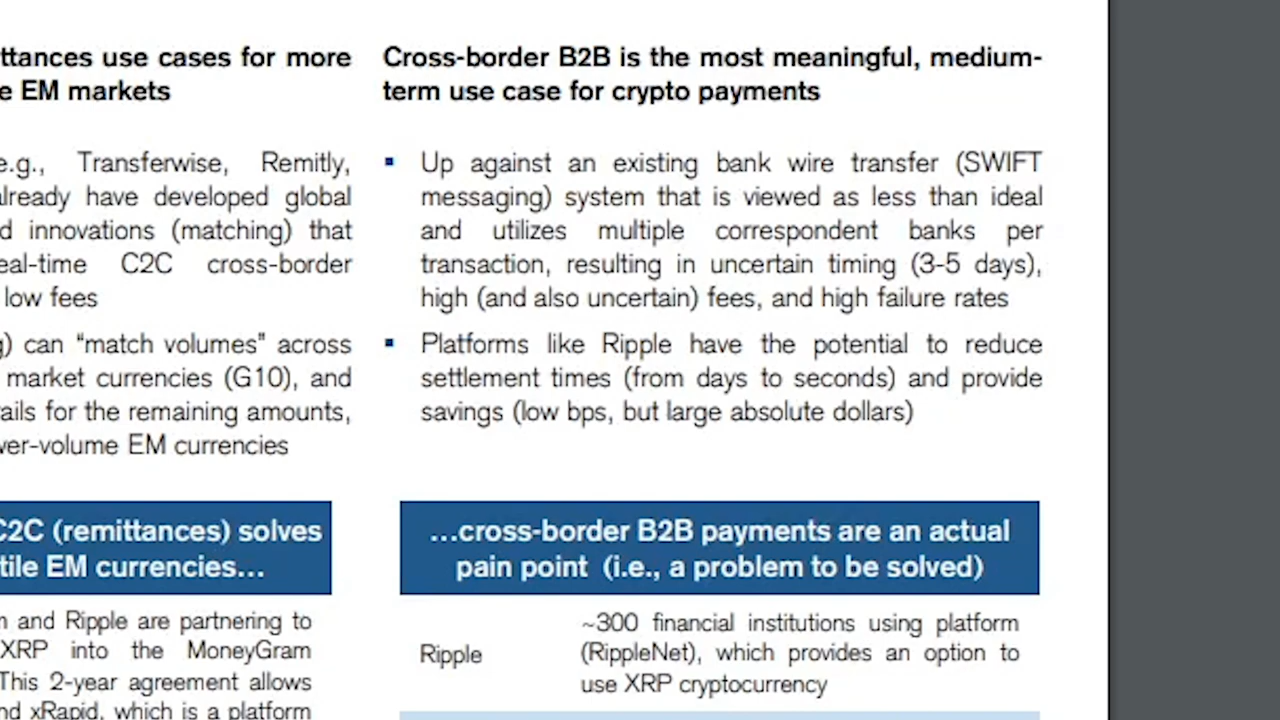 ttances use cases for more
e EM markets
e.g., Transferwise, Remitly,
already have developed global
d innovations (matching) that
eal-time C2C cross-border
low fees
g) can "match volumes" across
market currencies (G10), and
ails for the remaining amounts,
wer-volume EM currencies
C2C (remittances) solves
tile EM currencies...
m and Ripple are partnering to
XRP into the MoneyGram
This 2-year agreement allows
nd xRapid, which is a platform
Cross-border B2B is the most meaningful, medium-
term use case for crypto payments
▪ Up against an existing bank wire transfer (SWIFT
messaging) system that is viewed as less than ideal
and utilizes multiple correspondent banks per
transaction, resulting in uncertain timing (3-5 days),
high (and also uncertain) fees, and high failure rates
▪ Platforms like Ripple have the potential to reduce
settlement times (from days to seconds) and provide
savings (low bps, but large absolute dollars)
...cross-border B2B payments are an actual
pain point (i.e., a problem to be solved)
Ripple
~300 financial institutions using platform
(RippleNet), which provides an option to
use XRP cryptocurrency